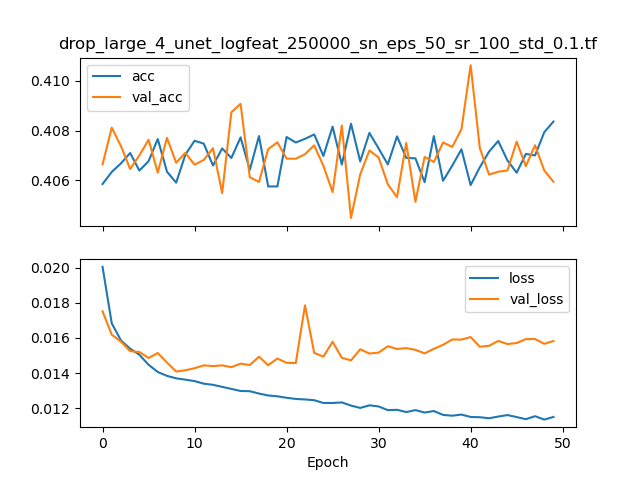 drop_large_4_unet_logfeat_250000_sn_eps_50_sr_100_std_0.1.tf
acc
val_acc
0.410
0.408
0.406
loss
val_loss
0.020
0.018
0.016
0.014
0.012
0 10 20 30 40 50
Epoch